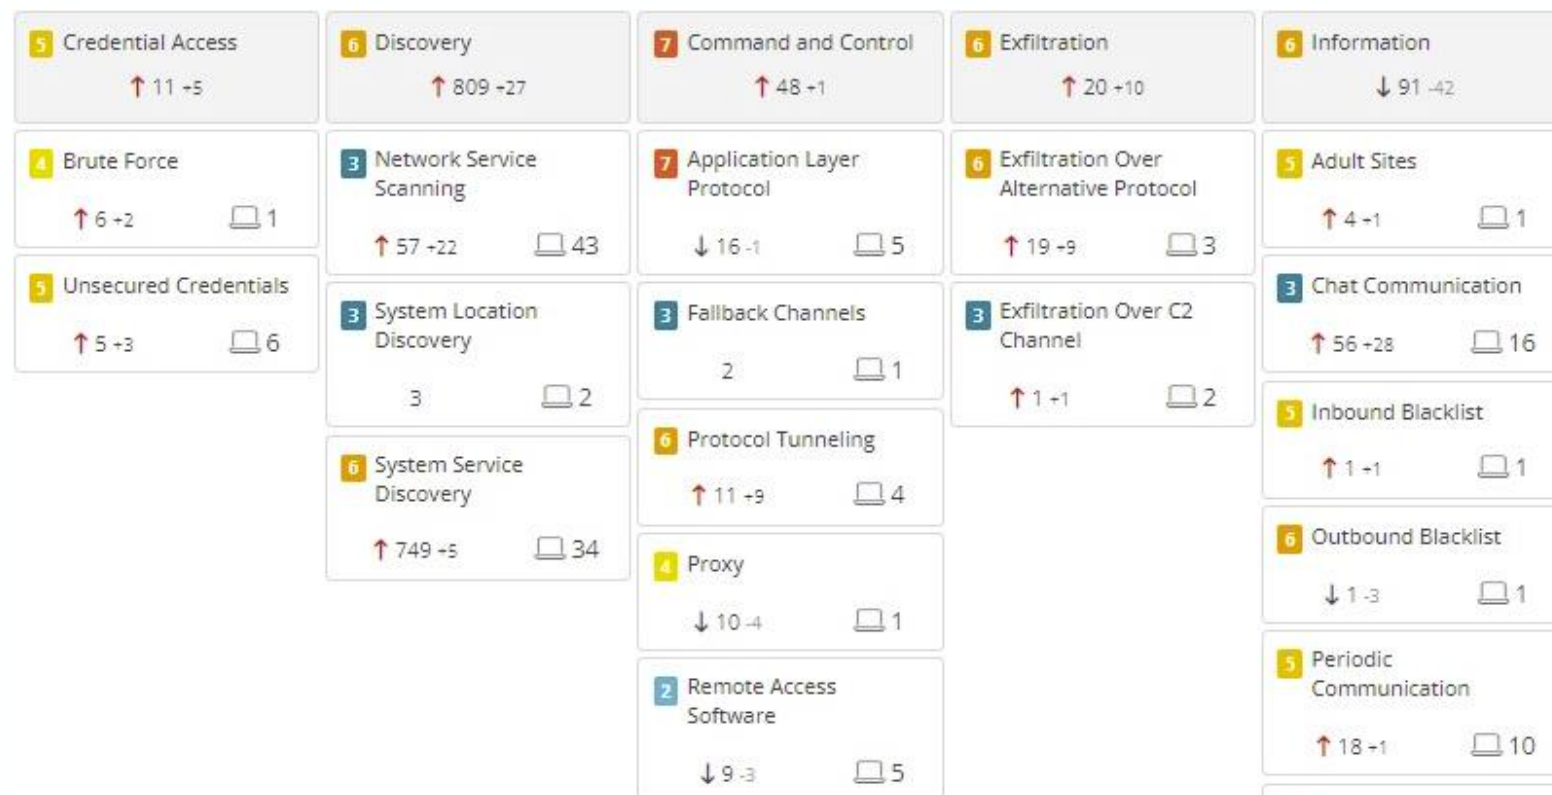 5 Credential Access
↑ 11 +5
4 Brute Force
↑ 6 +2 1
5 Unsecured Credentials
↑ 5 +3 6
6 Discovery
↑ 809 +27
3 Network Service
Scanning
↑ 57 +22 43
3 System Location
Discovery
3 2
6 System Service
Discovery
↑ 749 +5 34
7 Command and Control
↑ 48 +1
7 Application Layer
Protocol
↓ 16 -1 5
3 Fallback Channels
2 1
6 Protocol Tunneling
↑ 11 +9 4
4 Proxy
↓ 10 -4 1
2 Remote Access
Software
↓ 9 -3 5
6 Exfiltration
↑ 20 +10
6 Exfiltration Over
Alternative Protocol
↑ 19 +9 3
3 Exfiltration Over C2
Channel
↑ 1 +1 2
6 Information
↓ 91 -42
5 Adult Sites
↑ 4 +1 1
3 Chat Communication
↑ 56 +28 16
5 Inbound Blacklist
↑ 1 +1 1
6 Outbound Blacklist
↓ 1 -3 1
5 Periodic
Communication
↑ 18 +1 10